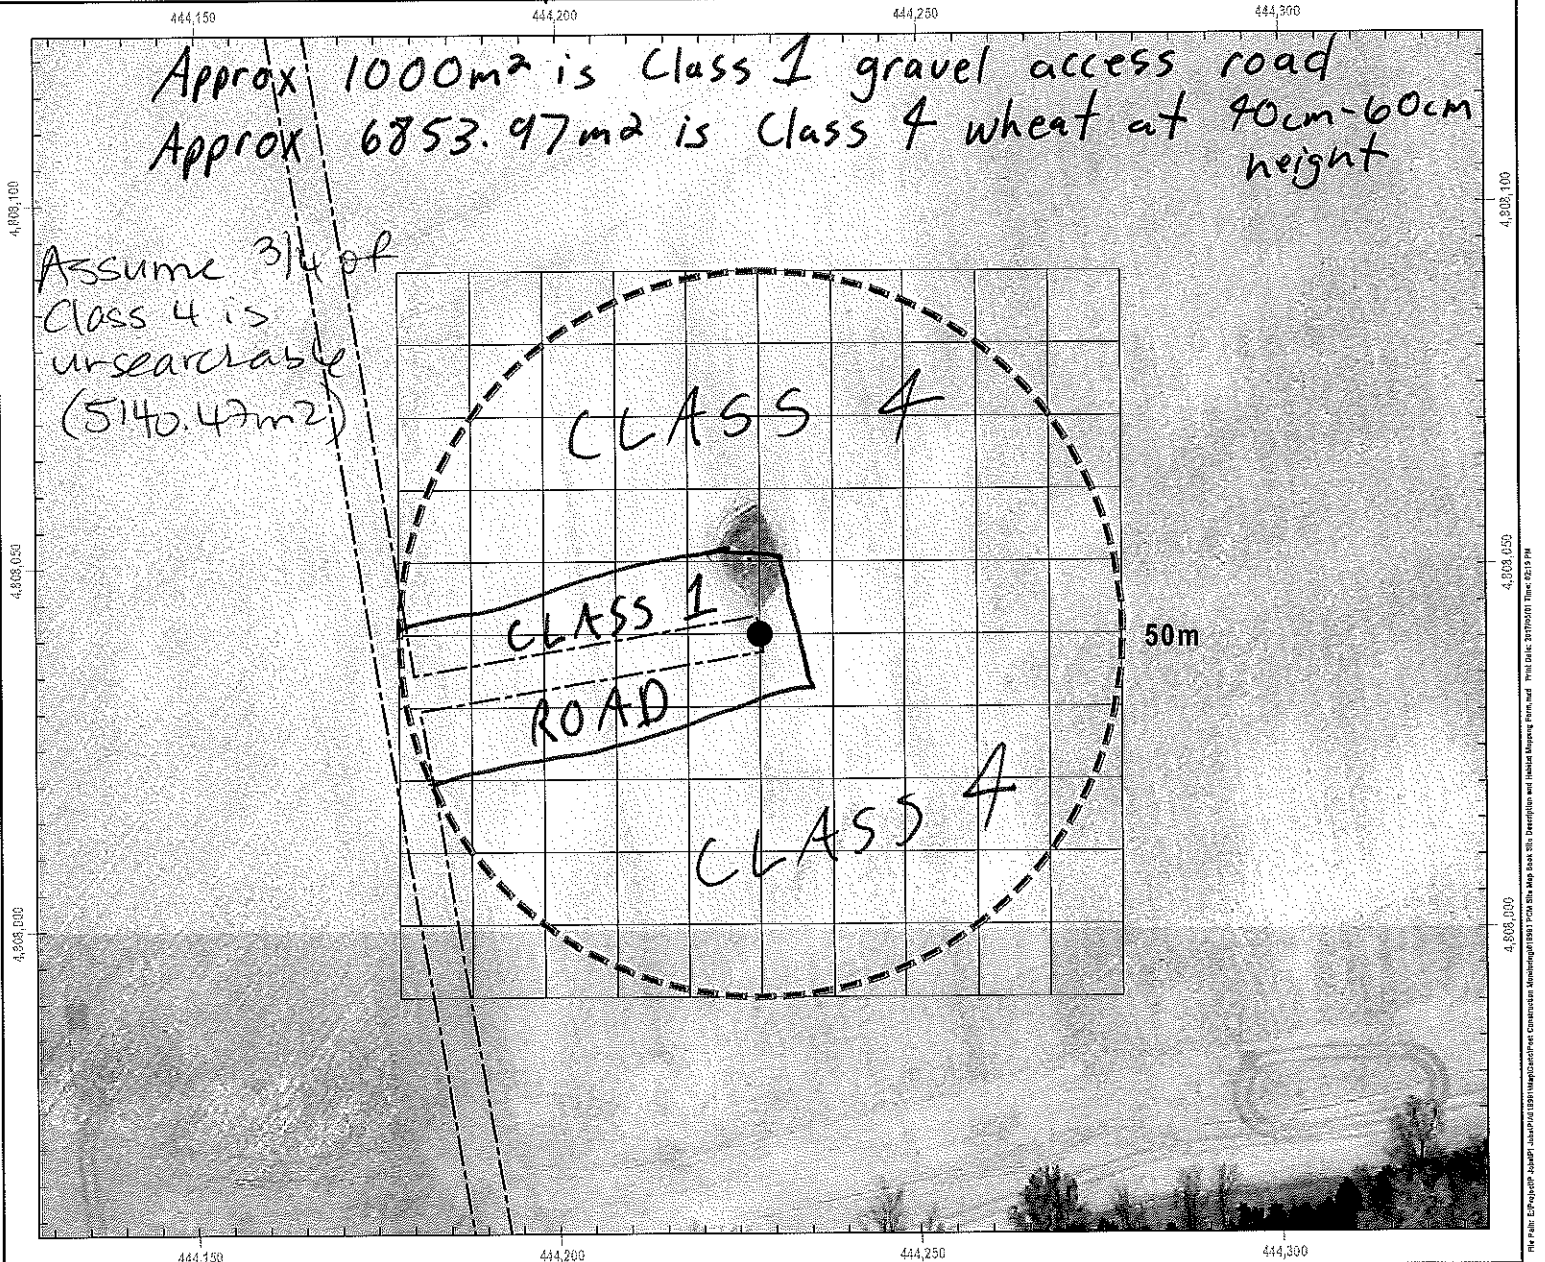 444,150 444,200 444,250 444,300
Approx 1000m² is Class 1 gravel access road
Approx 6853.97m2 is Class 4 wheat at 40cm-60cm
height
4,808,100 4,808,100
Assume 3/4 of
Class 4 is
unsearchable
(5140.47m2)
CLASS 4
4,808,050 4,808,050
CLASS 1
50m
ROAD
CLASS 4
4,808,000 4,808,000
444,150 444,200 444,250 444,300